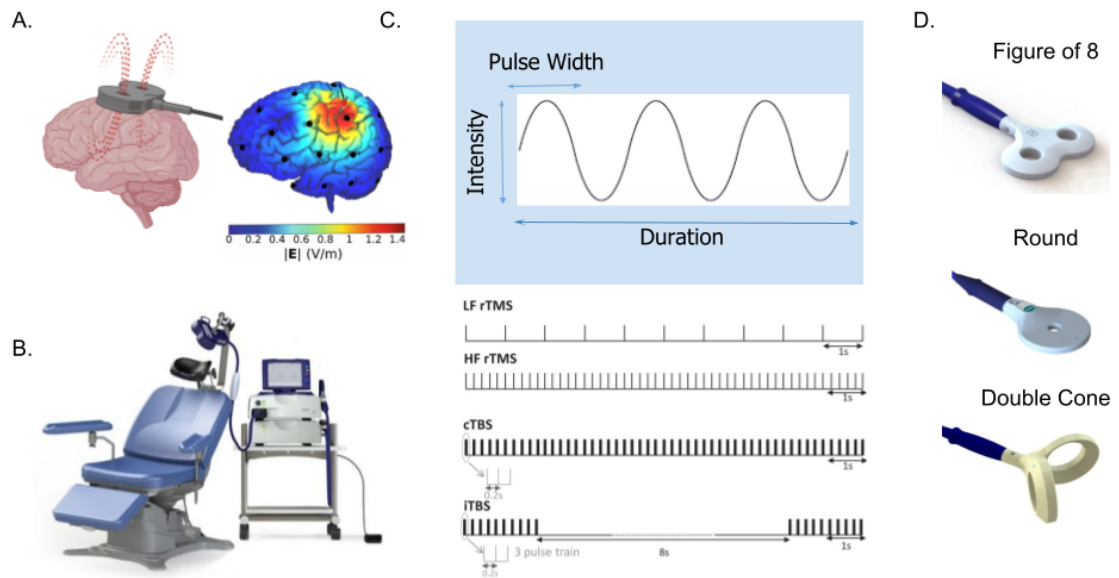 A.
|E| (V/m)
0 0.2 0.4 0.6 0.8 1 1.2 1.4
B.
C.
Pulse Width
Intensity
Duration
LF rTMS
1s
HF rTMS
1s
cTBS
1s
0.2s
iTBS
3 pulse train
8s
1s
0.2s
D.
Figure of 8
Round
Double Cone